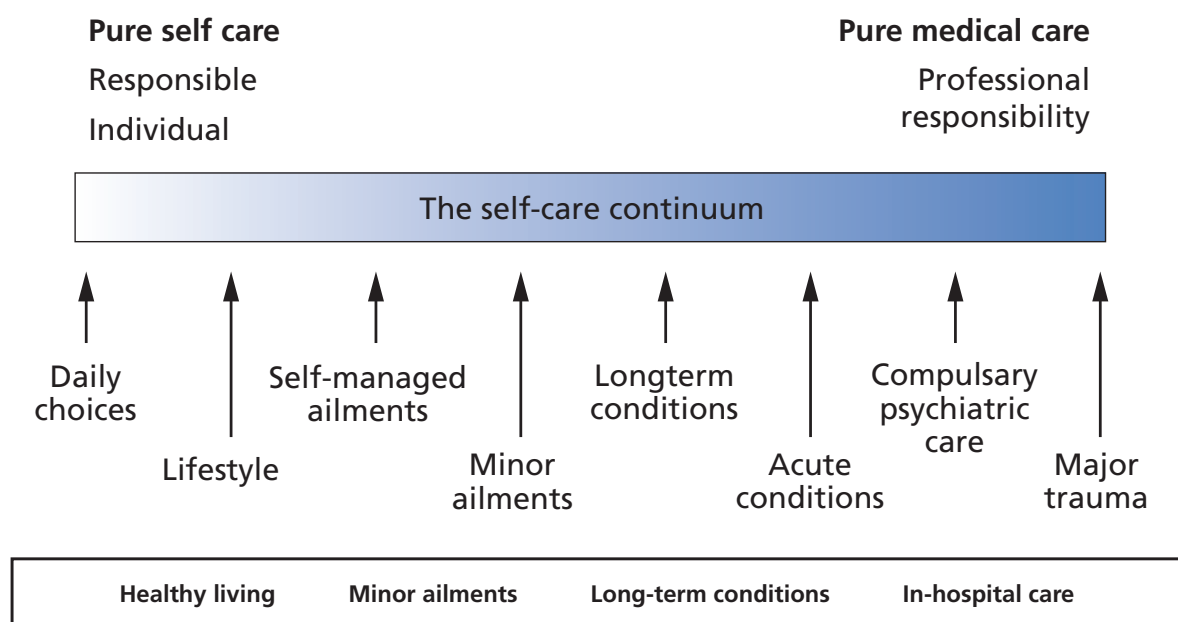 Pure self care
Responsible
Individual
Pure medical care
Professional
responsibility
The self-care continuum
Daily
choices
Lifestyle
Self-managed
ailments
Minor
ailments
Longterm
conditions
Acute
conditions
Compulsary
psychiatric
care
Major
trauma
Healthy living Minor ailments Long-term conditions In-hospital care